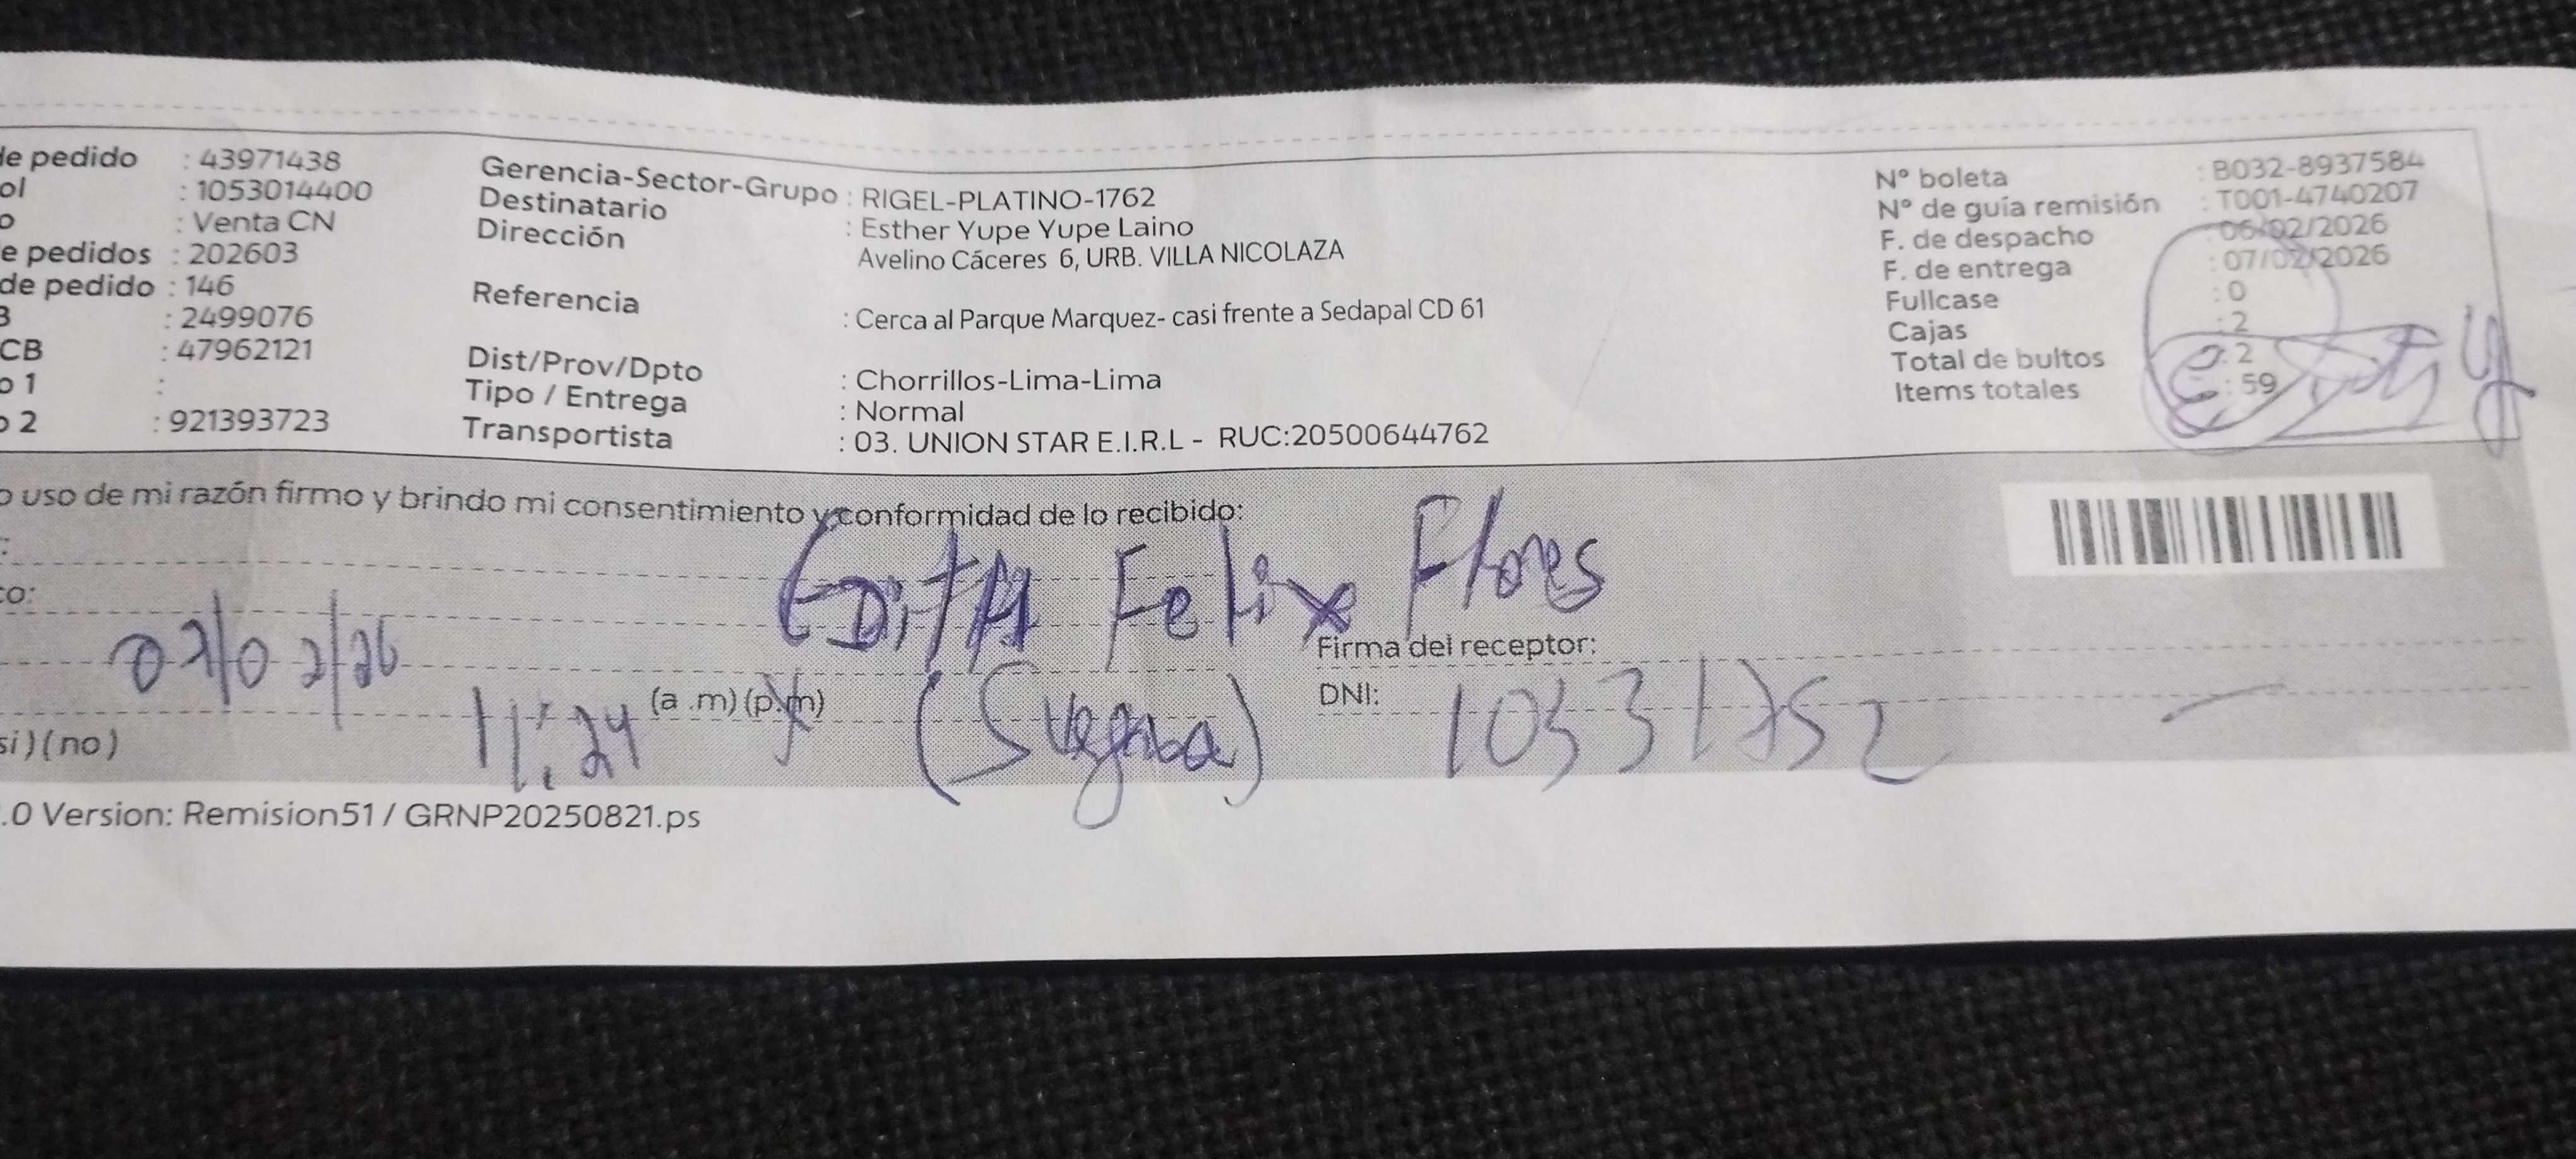 de pedido : 43971438
ol : 1053014400
o : Venta CN
e pedidos : 202603
de pedido : 146
B : 2499076
CB : 47962121
o 1 :
o 2 : 921393723
Gerencia-Sector-Grupo : RIGEL-PLATINO-1762
Destinatario : Esther Yupe Yupe Laino
Dirección : Avelino Cáceres 6, URB. VILLA NICOLAZA
Referencia : Cerca al Parque Marquez- casi frente a Sedapal CD 61
Dist/Prov/Dpto : Chorrillos-Lima-Lima
Tipo / Entrega : Normal
Transportista : 03. UNION STAR E.I.R.L - RUC:20500644762
N° boleta : B032-8937584
N° de guía remisión : T001-4740207
F. de despacho : 06/02/2026
F. de entrega : 07/02/2026
Fullcase : 0
Cajas : 2
Total de bultos : 2
Items totales : 59
o uso de mi razón firmo y brindo mi consentimiento y conformidad de lo recibido:
:
co:
EDitA Felix Flores
07/02/26
Firma del receptor:
11:24 (a .m) (p.m)
(Suegra)
DNI: 10331752
si) (no)
.0 Version: Remision51 / GRNP20250821.ps